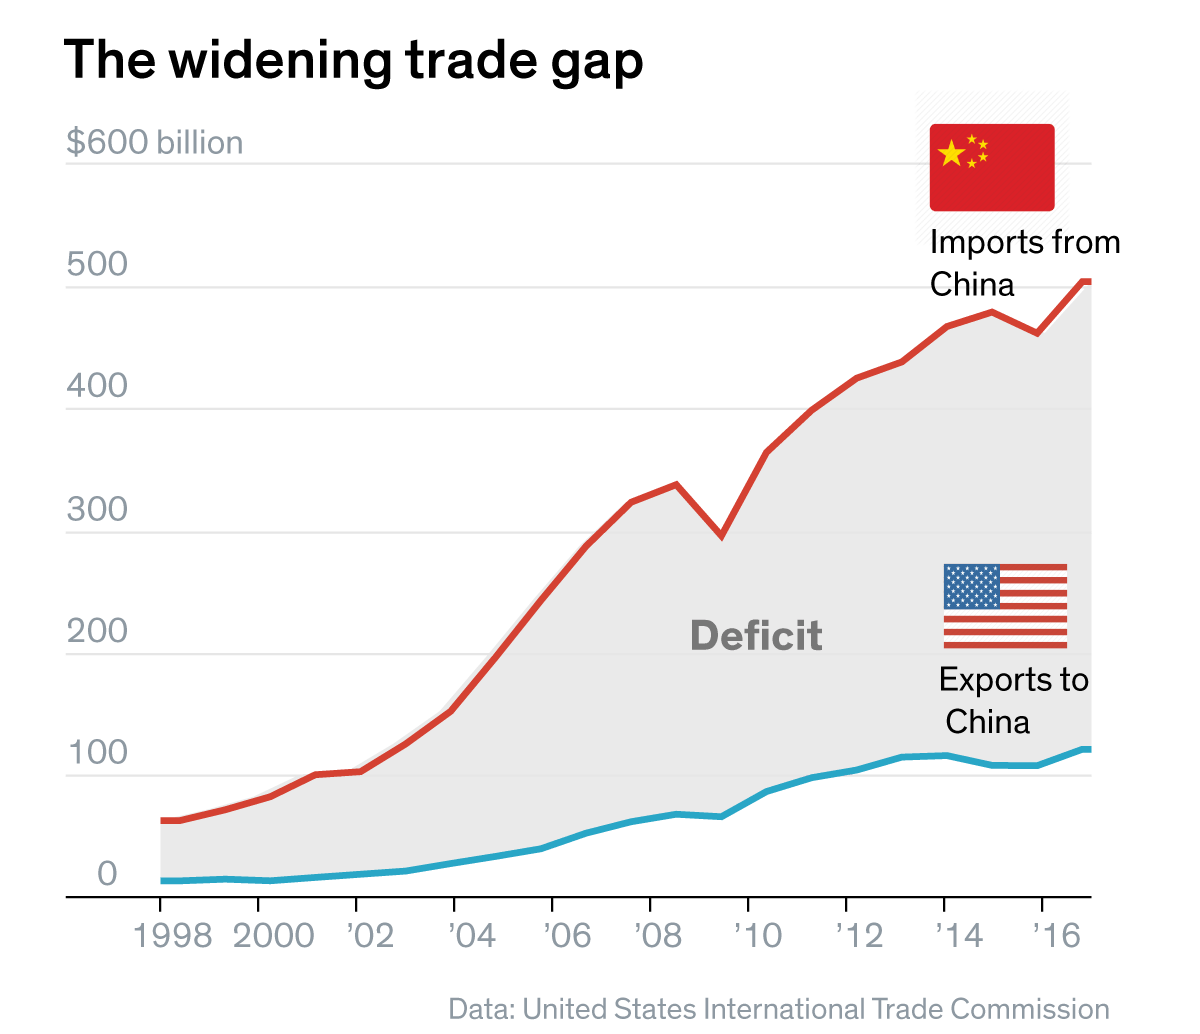 The widening trade gap
$600 billion
Imports from
China
500
400
300
200
Deficit
Exports to
China
100
0
1998 2000 ’02 ’04 ’06 ’08 ’10 ’12 ’14 ’16
Data: United States International Trade Commission